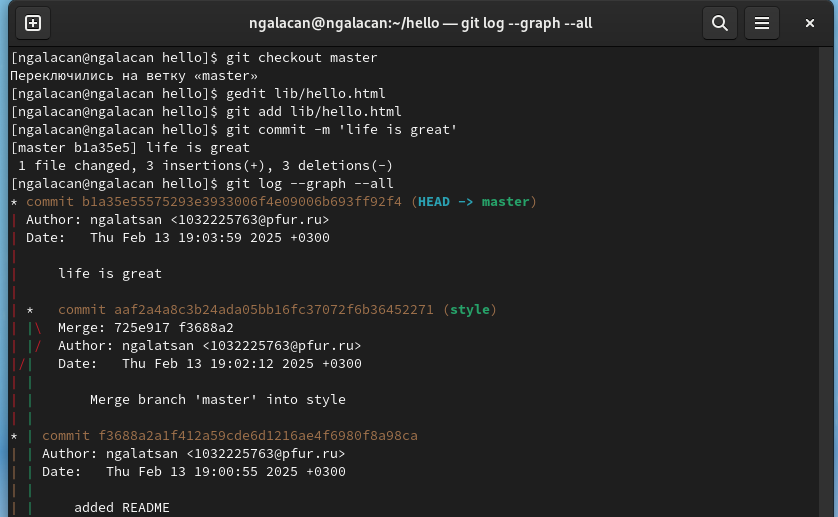 ngalacan@ngalacan:~/hello — git log --graph --all
[ngalacan@ngalacan hello]$ git checkout master
Переключились на ветку «master»
[ngalacan@ngalacan hello]$ gedit lib/hello.html
[ngalacan@ngalacan hello]$ git add lib/hello.html
[ngalacan@ngalacan hello]$ git commit -m 'life is great'
[master b1a35e5] life is great
 1 file changed, 3 insertions(+), 3 deletions(-)
[ngalacan@ngalacan hello]$ git log --graph --all
* commit b1a35e55575293e3933006f4e09006b693ff92f4 (HEAD -> master)
| Author: ngalatsan <1032225763@pfur.ru>
| Date:   Thu Feb 13 19:03:59 2025 +0300
|
|     life is great
|
| *   commit aaf2a4a8c3b24ada05bb16fc37072f6b36452271 (style)
| |\  Merge: 725e917 f3688a2
| |/  Author: ngalatsan <1032225763@pfur.ru>
|/|   Date:   Thu Feb 13 19:02:12 2025 +0300
| |
| |       Merge branch 'master' into style
| |
* | commit f3688a2a1f412a59cde6d1216ae4f6980f8a98ca
| | Author: ngalatsan <1032225763@pfur.ru>
| | Date:   Thu Feb 13 19:00:55 2025 +0300
| |
| |     added README